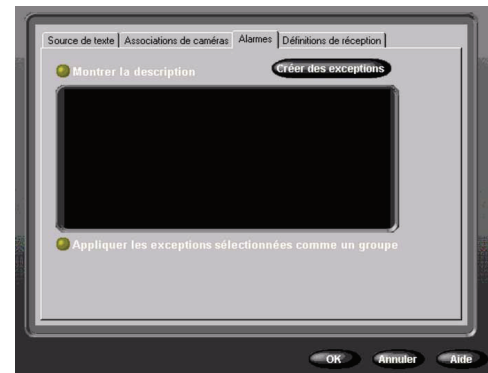 Source de texte Associations de caméras Alarmes Définitions de réception
Montrer la description Créer des exceptions
Appliquer les exceptions sélectionnées comme un groupe
OK Annuler Aide